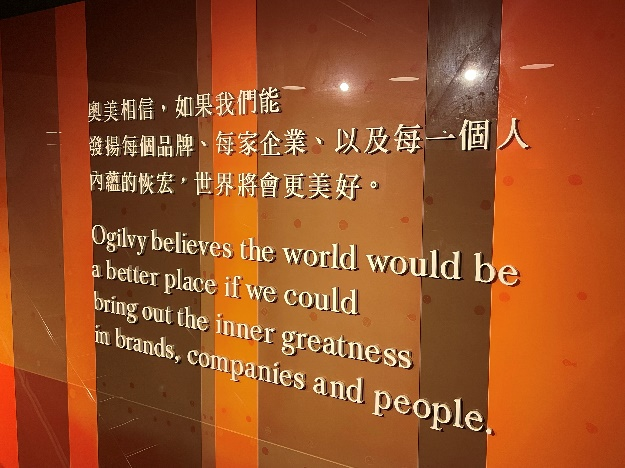 奧美相信，如果我們能
發揚每個品牌、每家企業、以及每一個人
內蘊的恢宏，世界將會更美好。
Ogilvy believes the world would be
a better place if we could
bring out the inner greatness
in brands, companies and people.